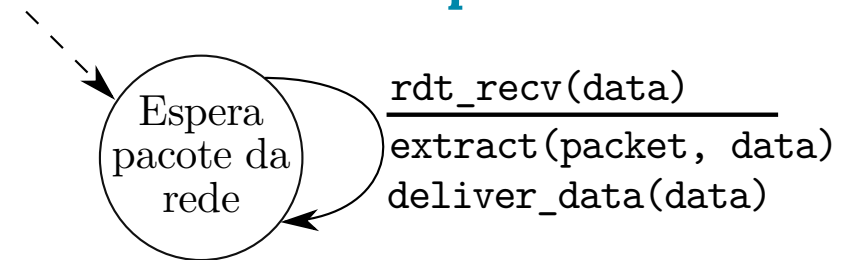 Espera
pacote da
rede
rdt_recv(data)
extract(packet, data)
deliver_data(data)